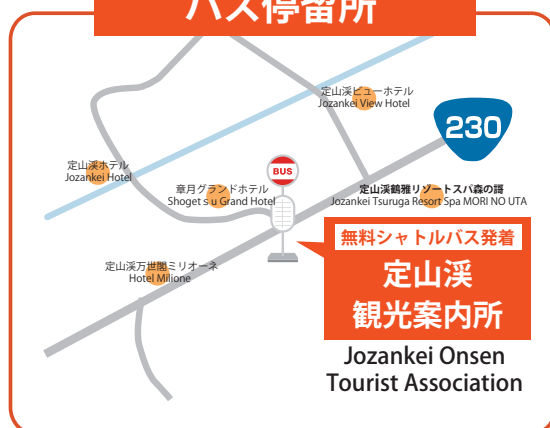 バス停留所
定山渓ビューホテル
Jozankei View Hotel
230
定山渓ホテル
Jozankei Hotel
BUS
章月グランドホテル
Shoget s u Grand Hotel
定山渓鶴雅リゾートスパ森の謌
Jozankei Tsuruga Resort Spa MORI NO UTA
無料シャトルバス発着
定山渓
観光案内所
定山渓万世閣ミリオーネ
Hotel Milione
Jozankei Onsen
Tourist Association